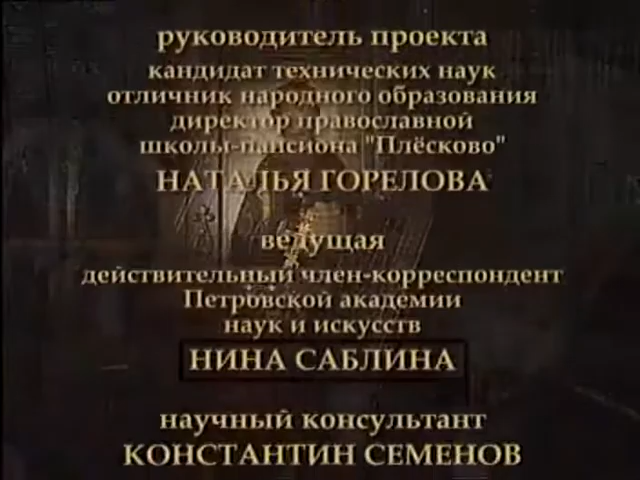 руководитель проекта
кандидат технических наук
отличник народного образования
директор православной
школы-пансиона "Плёсково"
НАТАЛЬЯ ГОРЕЛОВА
ведущая
действительный член-корреспондент
Петровской академии
наук и искусств
НИНА САБЛИНА
научный консультант
КОНСТАНТИН СЕМЕНОВ